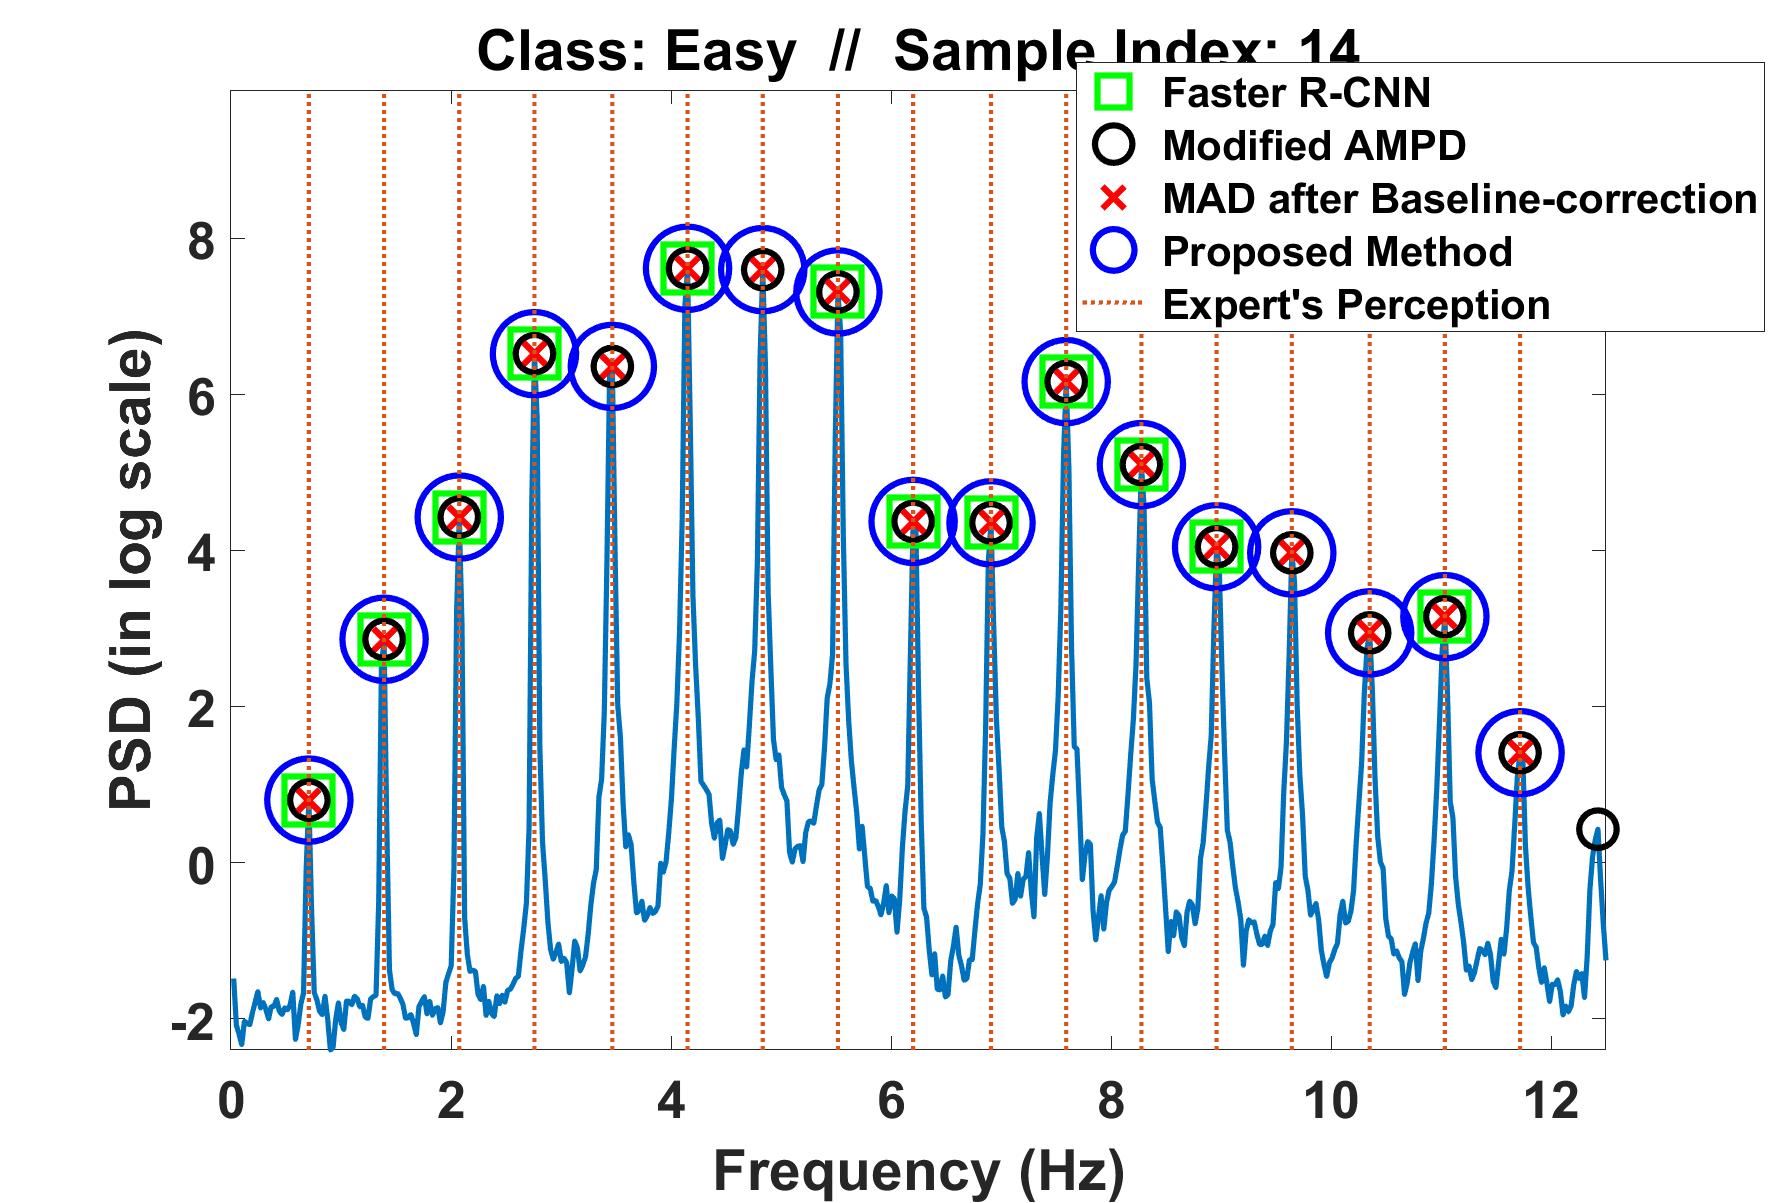 Class: Easy // Sample Index: 14
Faster R-CNN
Modified AMPD
MAD after Baseline-correction
Proposed Method
Expert's Perception
PSD (in log scale)
8
6
4
2
0
-2
0 2 4 6 8 10 12
Frequency (Hz)